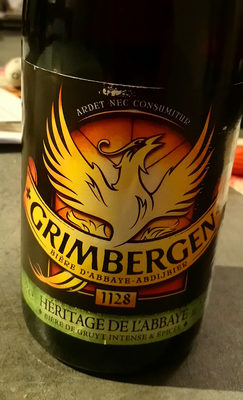 ARDET NEC CONSUMITUR
GRIMBERGEN
BIÈRE D'ABBAYE-ABDIJBIER
1128
HÉRITAGE DE L'ABBAYE
BIÈRE DE GRUYT INTENSE & ÉPICÉE